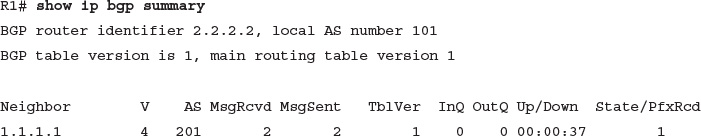 R1# show ip bgp summary
BGP router identifier 2.2.2.2, local AS number 101
BGP table version is 1, main routing table version 1
Neighbor V AS MsgRcvd MsgSent TblVer InQ OutQ Up/Down State/PfxRcd
1.1.1.1 4 201 2 2 1 0 0 00:00:37 1